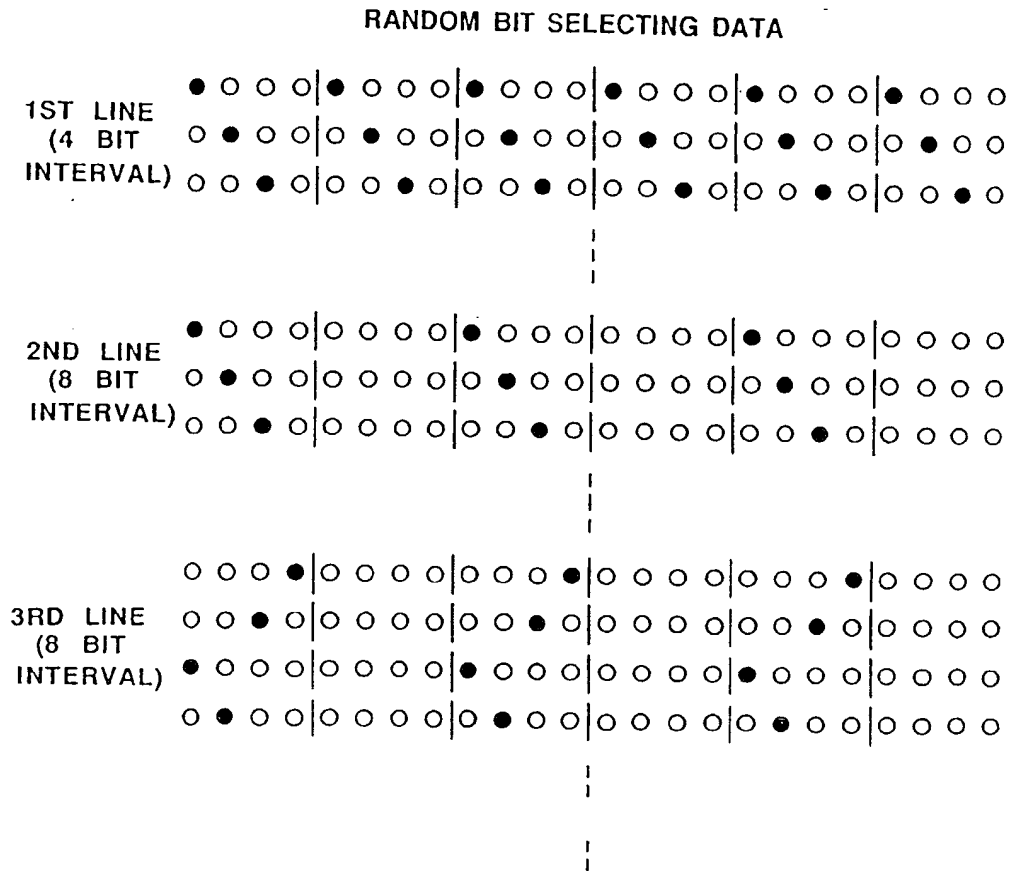 RANDOM BIT SELECTING DATA
1ST LINE
(4 BIT
INTERVAL)
2ND LINE
(8 BIT
INTERVAL)
3RD LINE
(8 BIT
INTERVAL)